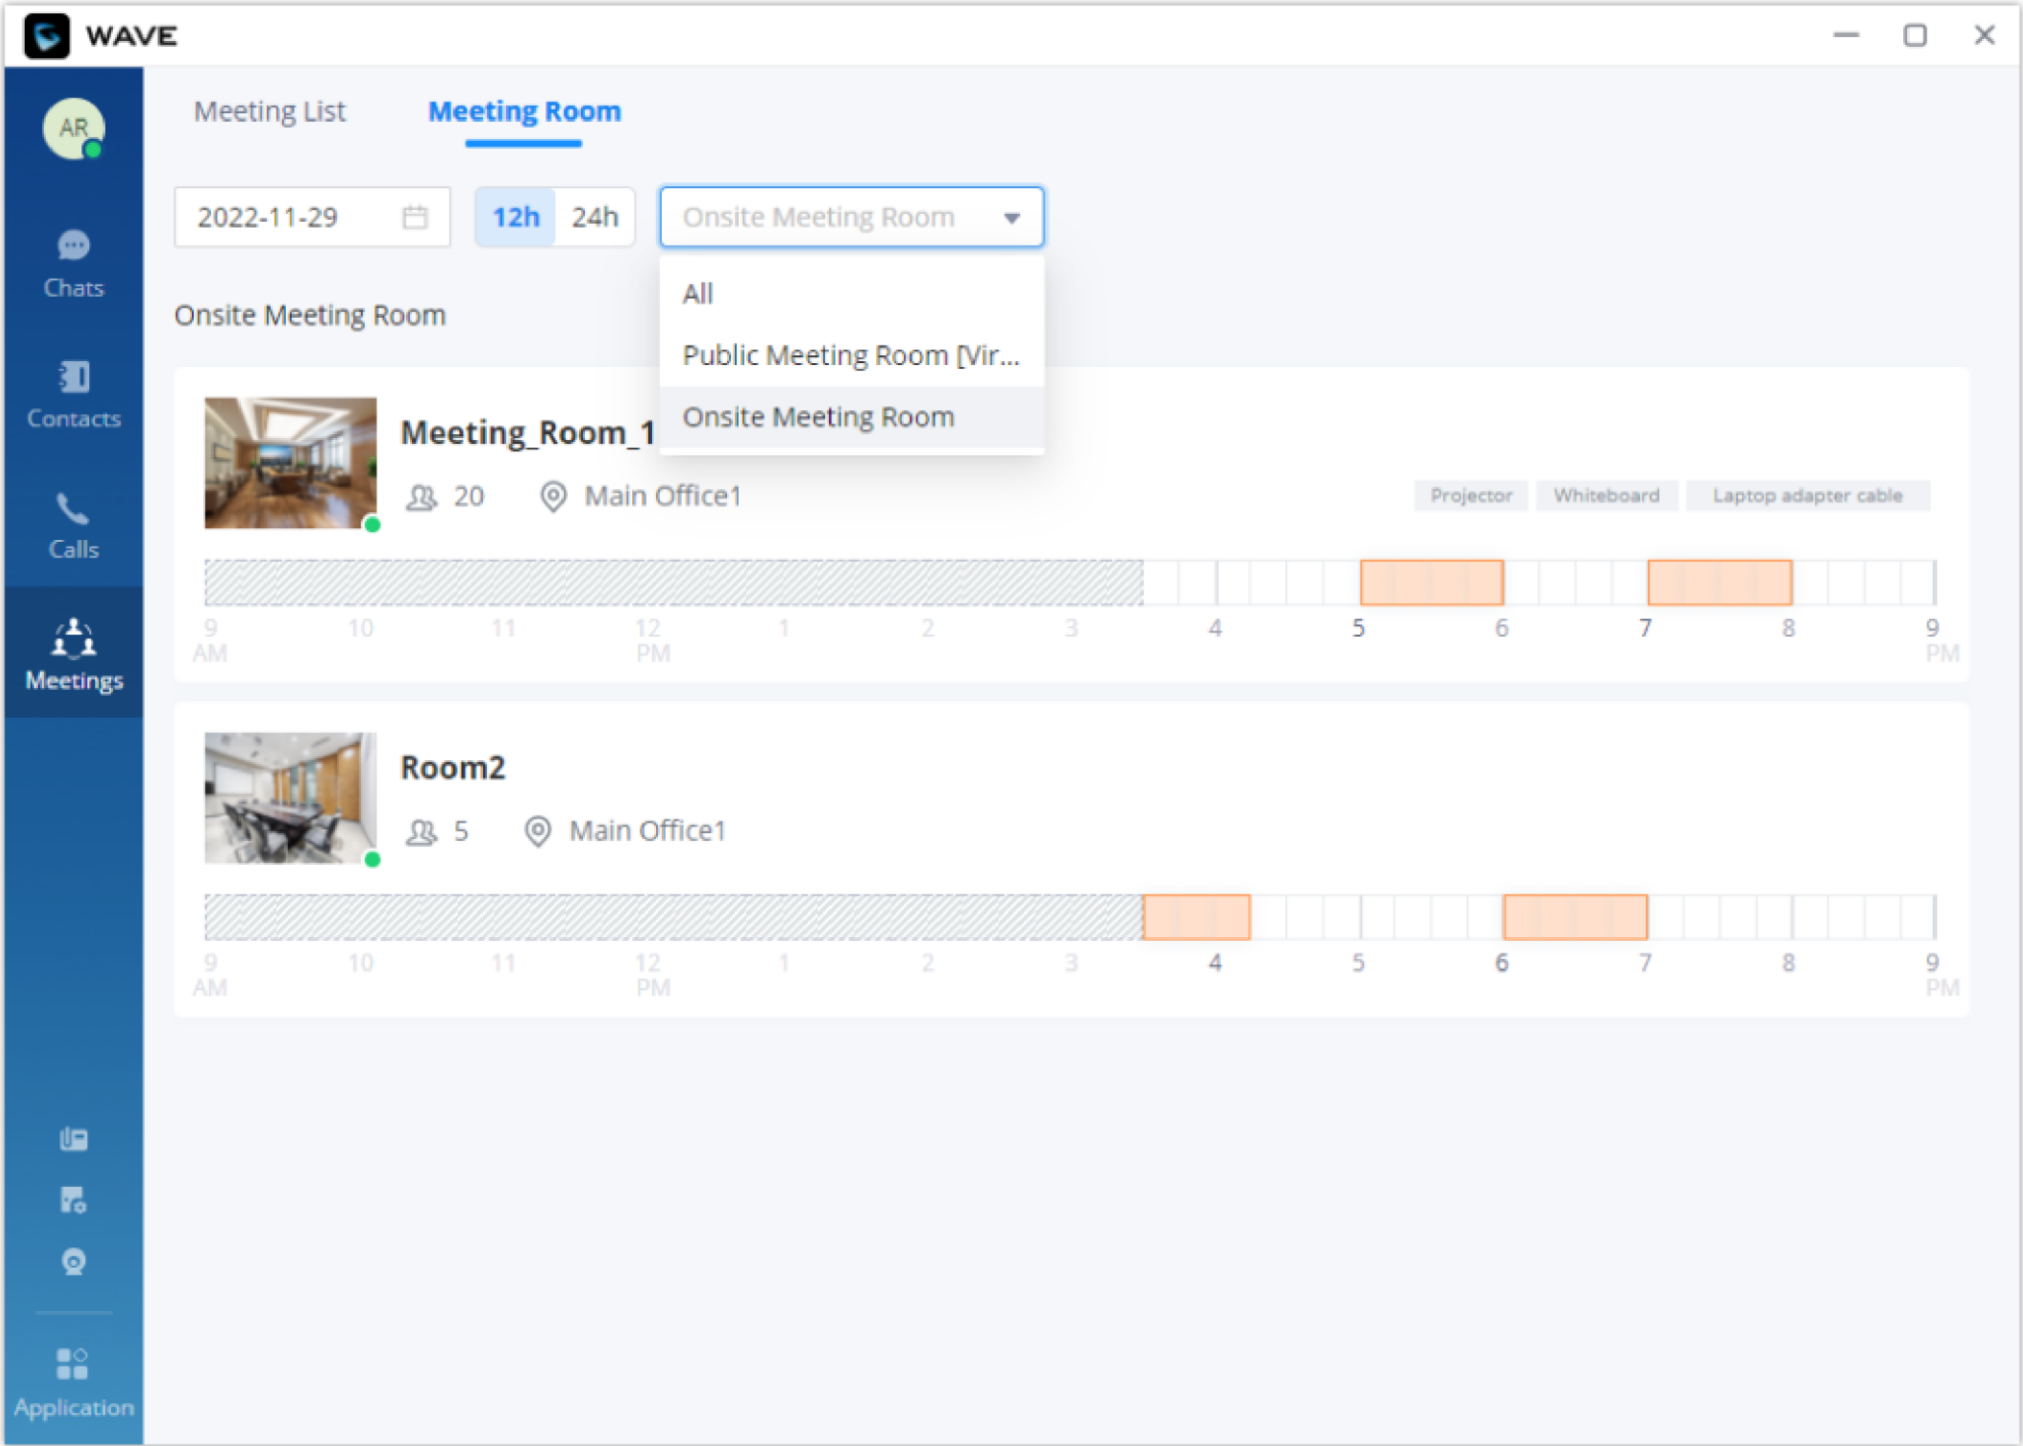 WAVE
AR
Meeting List
Meeting Room
2022-11-29
12h
24h
Onsite Meeting Room
All
Public Meeting Room [Vir...
Onsite Meeting Room
Chats
Contacts
Calls
Meetings
Application
Onsite Meeting Room
Meeting_Room_1
20
Main Office1
Projector
Whiteboard
Laptop adapter cable
9 10 11 12 1 2 3 4 5 6 7 8 9
AM PM PM
Room2
5
Main Office1
9 10 11 12 1 2 3 4 5 6 7 8 9
AM PM PM